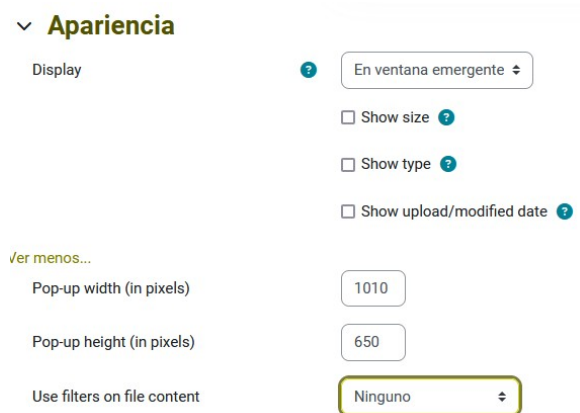 Apariencia
Display ? En ventana emergente
Show size ?
Show type ?
Show upload/modified date ?
Ver menos...
Pop-up width (in pixels) 1010
Pop-up height (in pixels) 650
Use filters on file content Ninguno